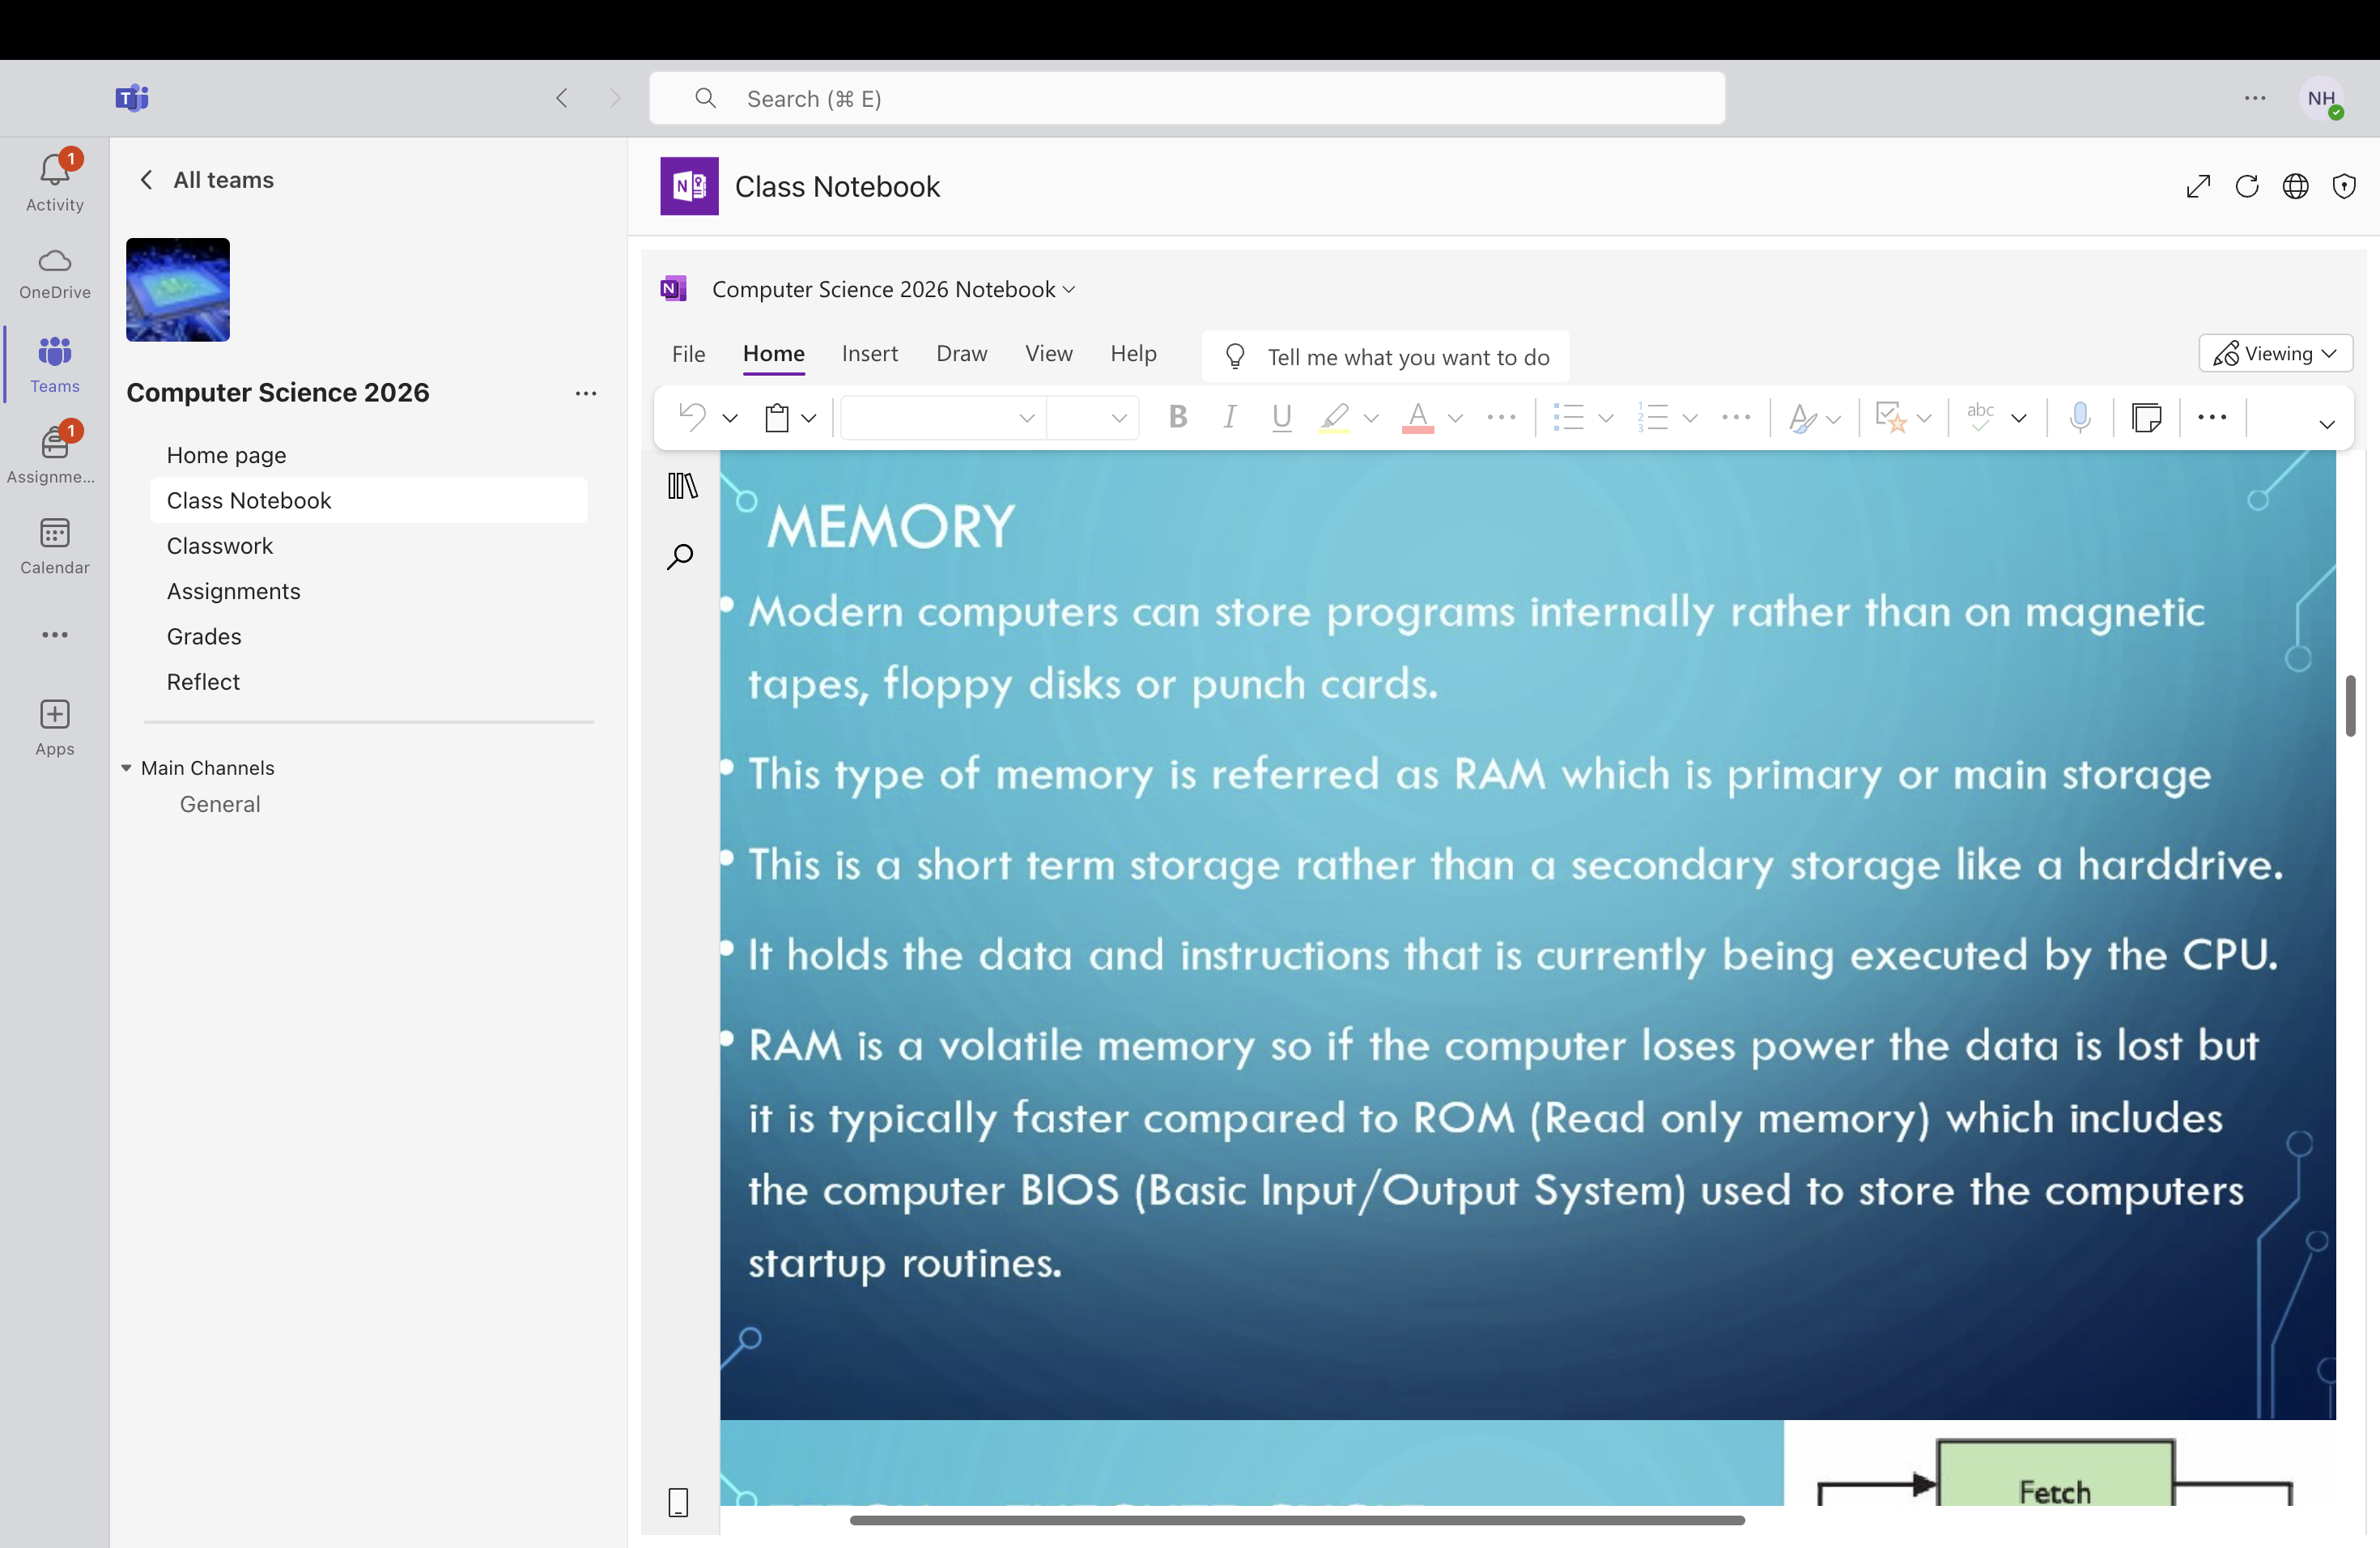 Search (⌘ E)
NH
1
Activity
OneDrive
Teams
1
Assignme...
Calendar
Apps
All teams
Computer Science 2026
Home page
Class Notebook
Classwork
Assignments
Grades
Reflect
Main Channels
General
Class Notebook
Computer Science 2026 Notebook
File Home Insert Draw View Help Tell me what you want to do Viewing
B I U A abc
MEMORY
• Modern computers can store programs internally rather than on magnetic
tapes, floppy disks or punch cards.
• This type of memory is referred as RAM which is primary or main storage
• This is a short term storage rather than a secondary storage like a harddrive.
• It holds the data and instructions that is currently being executed by the CPU.
• RAM is a volatile memory so if the computer loses power the data is lost but
it is typically faster compared to ROM (Read only memory) which includes
the computer BIOS (Basic Input/Output System) used to store the computers
startup routines.
Fetch